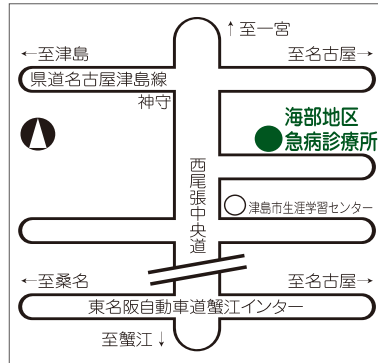 ↑至一宮
←至津島
至名古屋→
県道名古屋津島線
神守
海部地区
急病診療所
西尾張中央道
津島市生涯学習センター
←至桑名
至名古屋→
東名阪自動車道蟹江インター
至蟹江↓